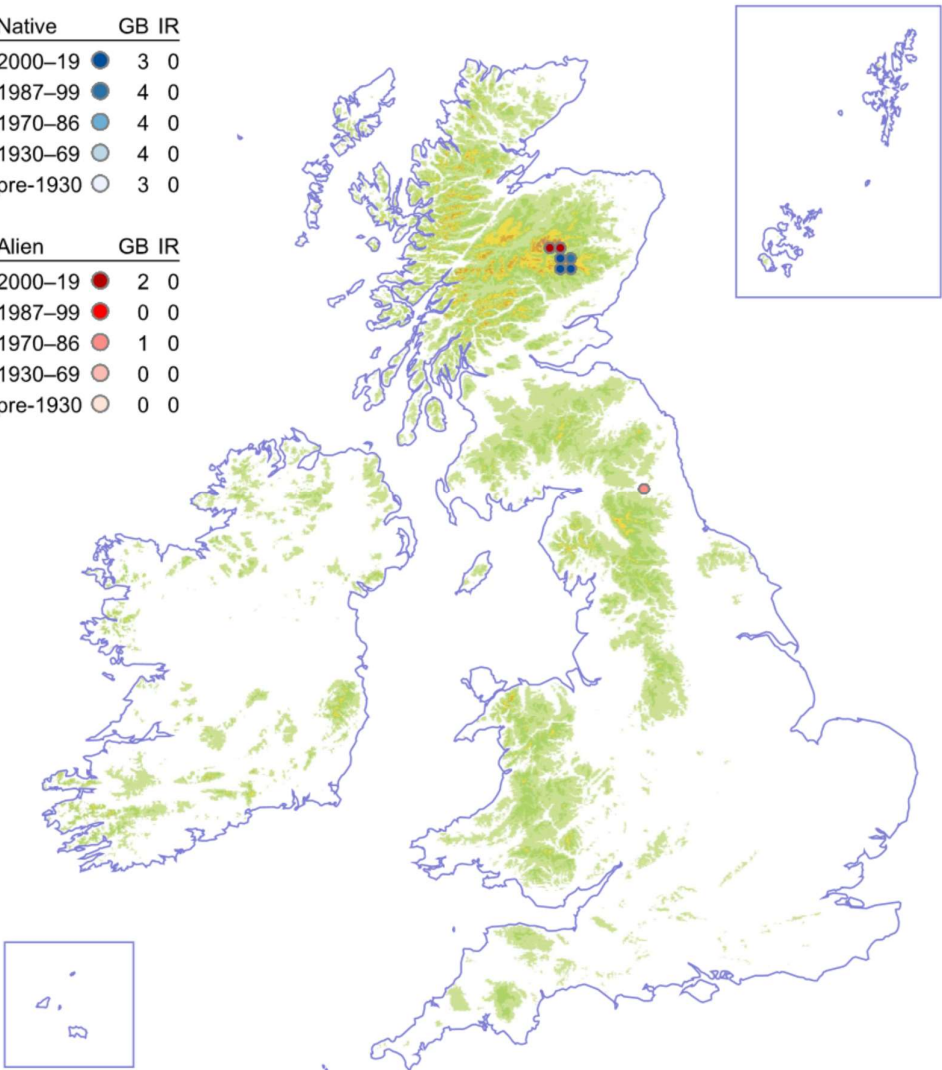 Native GB IR
2000–19 3 0
1987–99 4 0
1970–86 4 0
1930–69 4 0
pre-1930 3 0
Alien GB IR
2000–19 2 0
1987–99 0 0
1970–86 1 0
1930–69 0 0
pre-1930 0 0